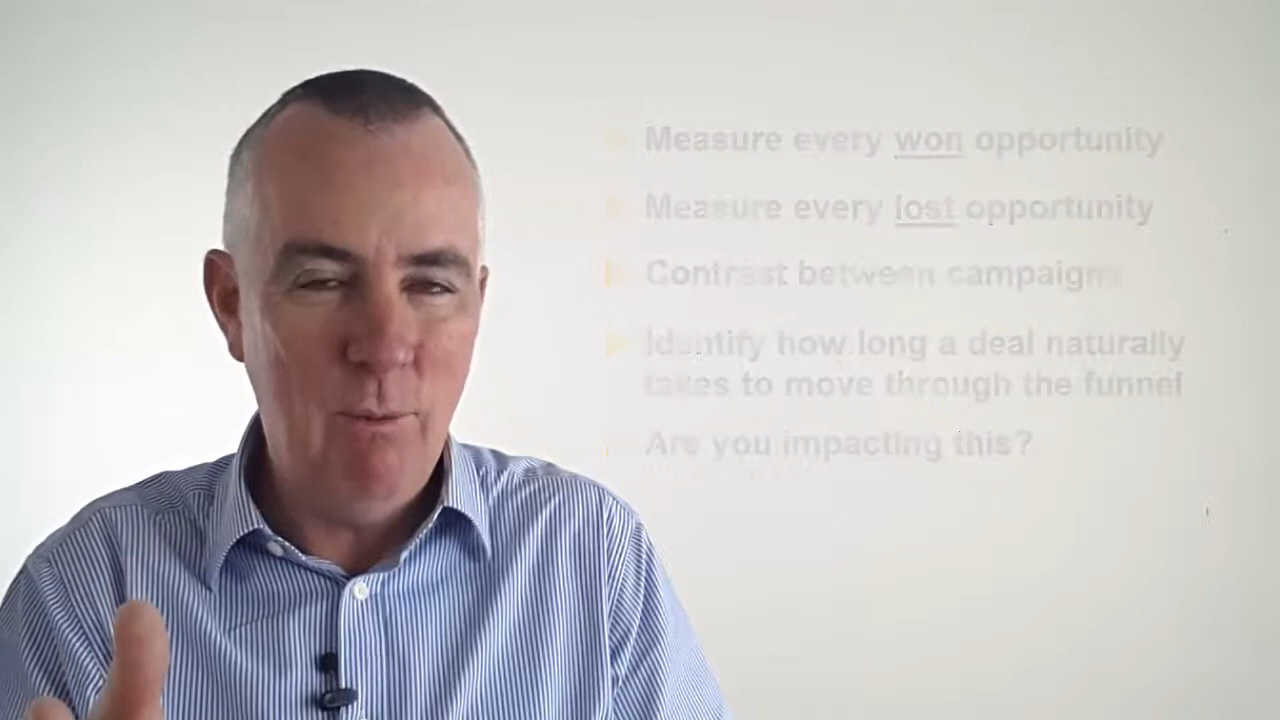 Measure every won opportunity
Measure every lost opportunity
Contrast between campaigns
Identify how long a deal naturally
takes to move through the funnel
Are you impacting this?